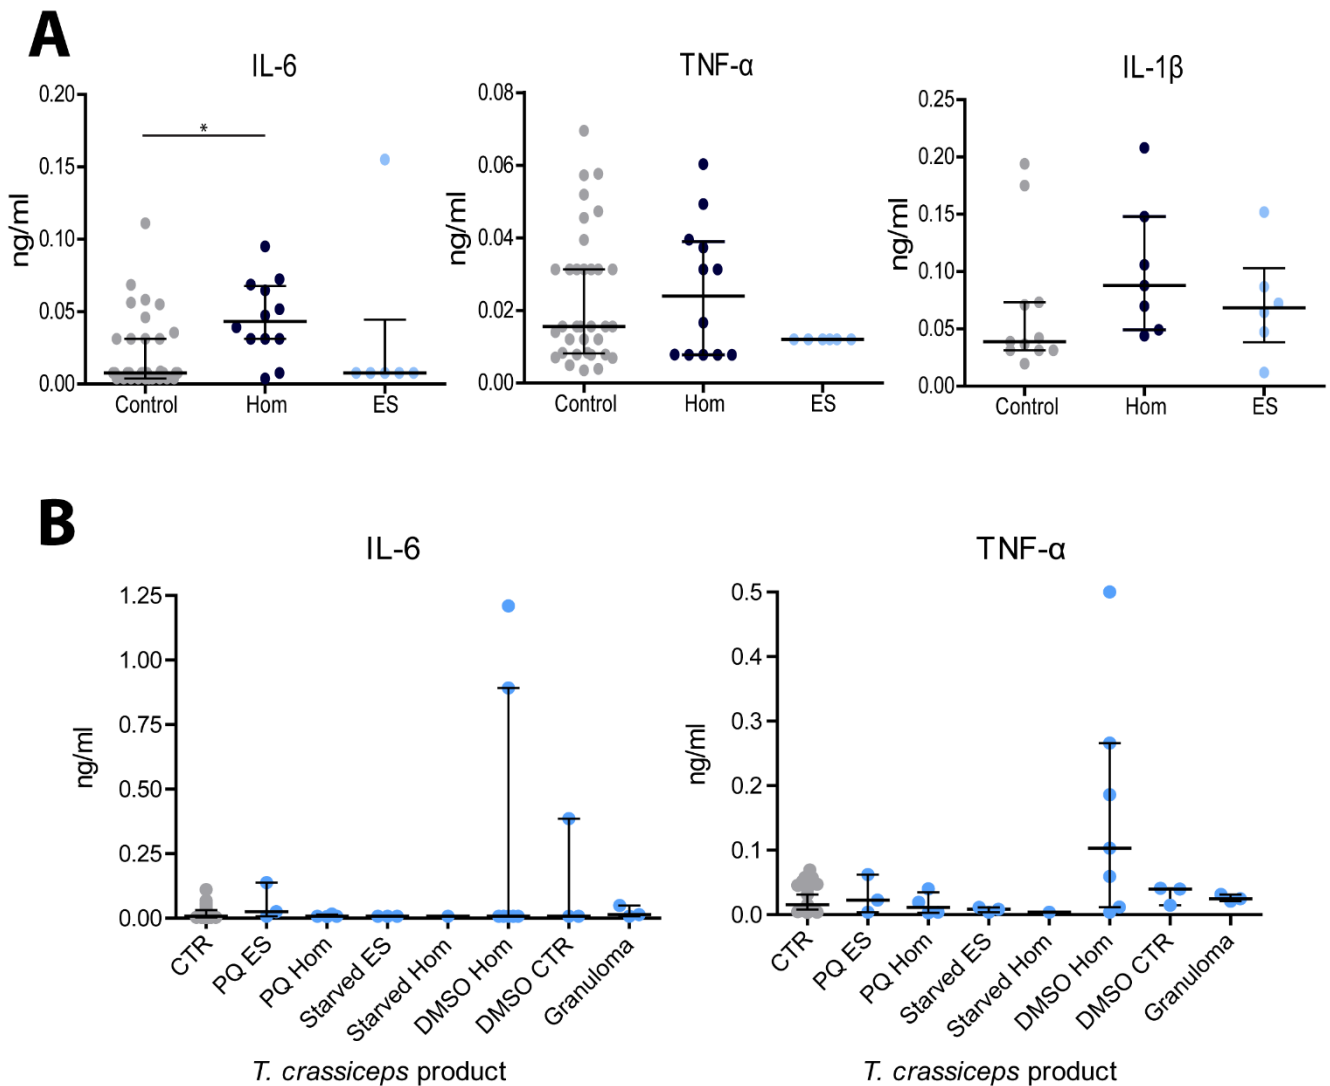 A
IL-6
TNF-α
IL-1β
ng/ml
0.20
0.15
0.10
0.05
0.00
*
Control
Hom
ES
ng/ml
0.08
0.06
0.04
0.02
0.00
Control
Hom
ES
ng/ml
0.25
0.20
0.15
0.10
0.05
0.00
Control
Hom
ES
B
IL-6
TNF-α
ng/ml
1.25
1.00
0.75
0.50
0.25
0.00
CTR
PQ ES
PQ Hom
Starved ES
Starved Hom
DMSO Hom
DMSO CTR
Granuloma
T. crassiceps product
ng/ml
0.5
0.4
0.3
0.2
0.1
0.0
CTR
PQ ES
PQ Hom
Starved ES
Starved Hom
DMSO Hom
DMSO CTR
Granuloma
T. crassiceps product